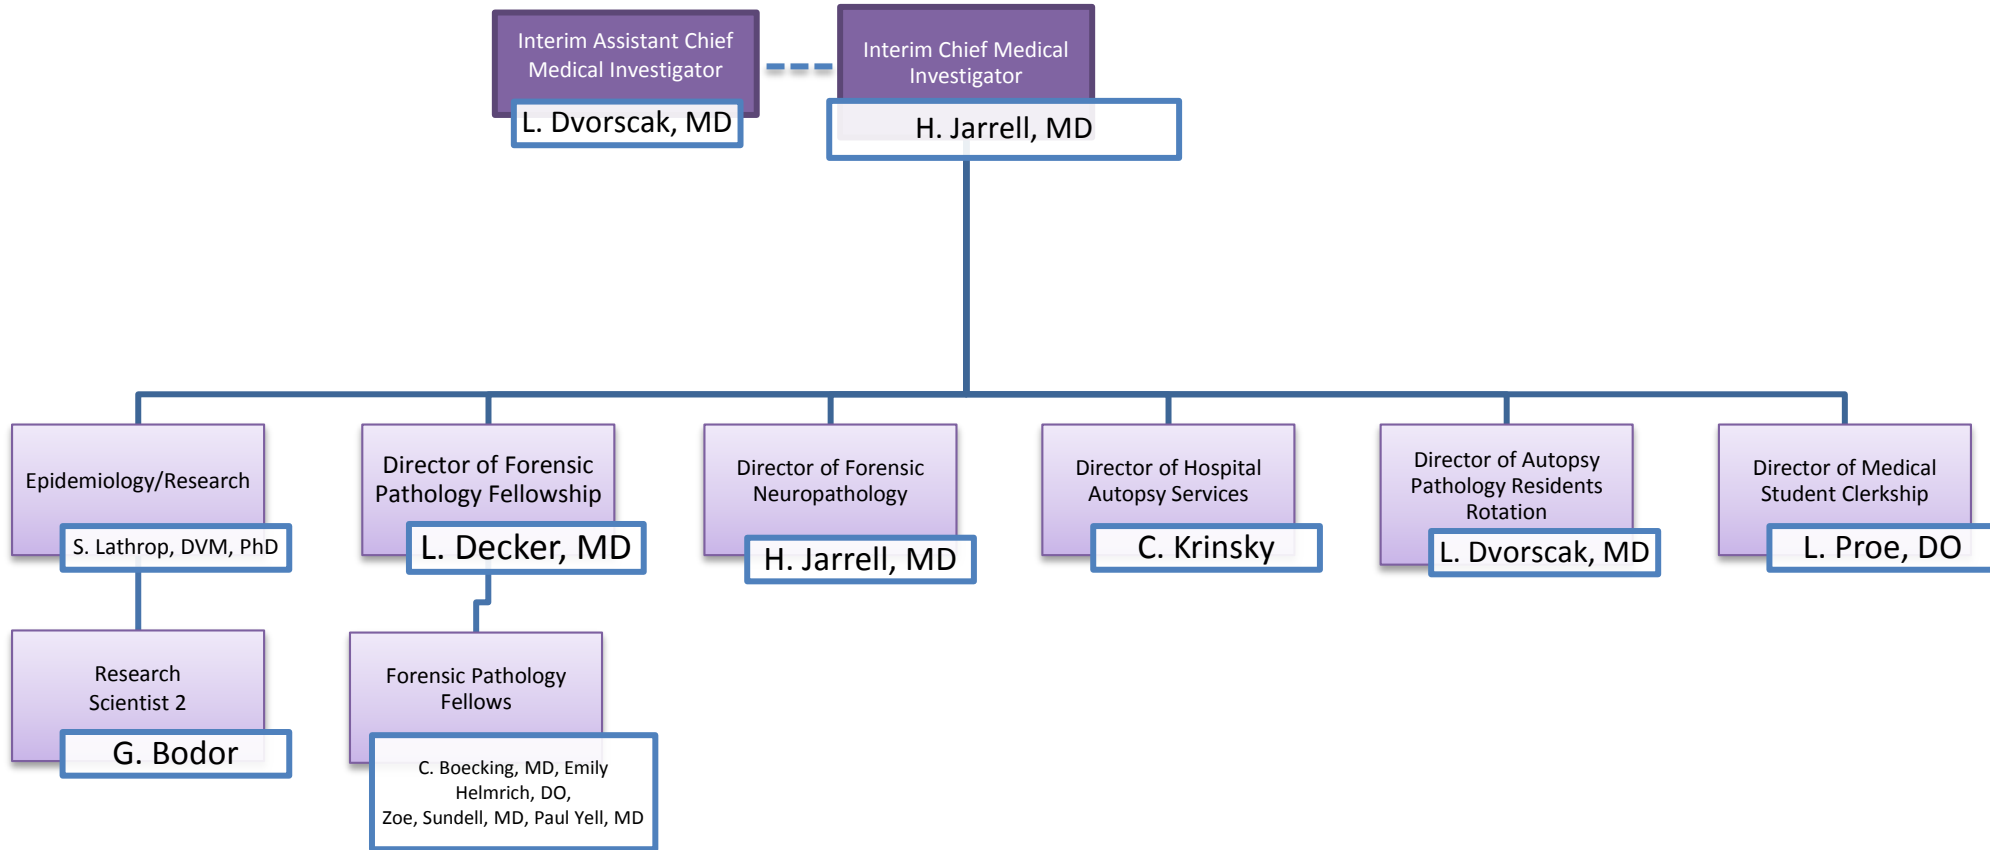 Interim Assistant Chief
Medical Investigator
L. Dvorscak, MD
Interim Chief Medical
Investigator
H. Jarrell, MD
Epidemiology/Research
S. Lathrop, DVM, PhD
Director of Forensic
Pathology Fellowship
L. Decker, MD
Director of Forensic
Neuropathology
H. Jarrell, MD
Director of Hospital
Autopsy Services
C. Krinsky
Director of Autopsy
Pathology Residents
Rotation
L. Dvorscak, MD
Director of Medical
Student Clerkship
L. Proe, DO
Research
Scientist 2
G. Bodor
Forensic Pathology
Fellows
C. Boecking, MD, Emily
Helmrich, DO,
Zoe, Sundell, MD, Paul Yell, MD